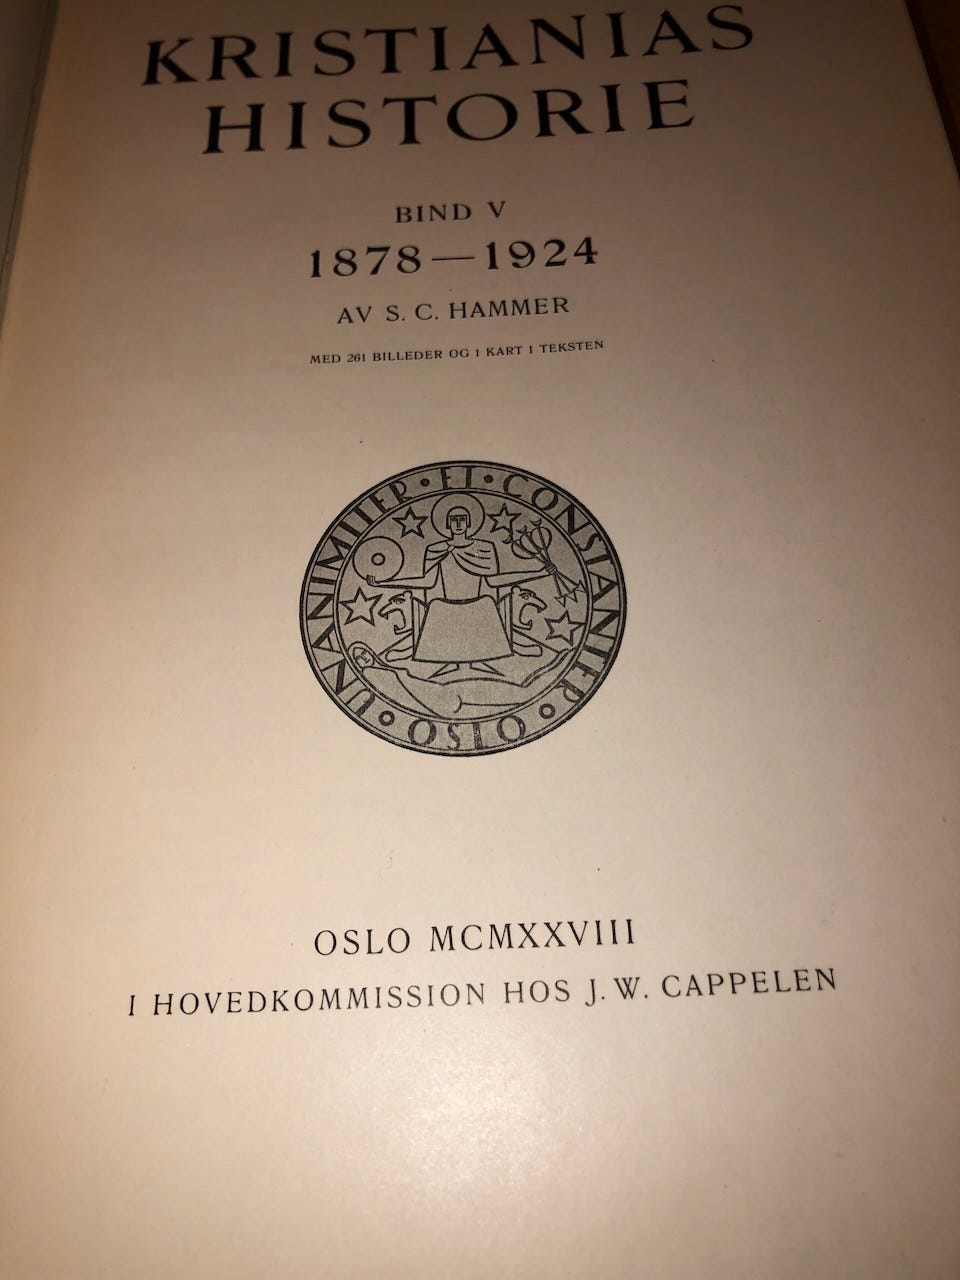 KRISTIANIAS
HISTORIE
BIND V
1878—1924
AV S. C. HAMMER
MED 261 BILLEDER OG 1 KART I TEKSTEN
UNANIMITER · ET · CONSTANTER · OSLO ·
OSLO MCMXXVIII
I HOVEDKOMMISSION HOS J. W. CAPPELEN